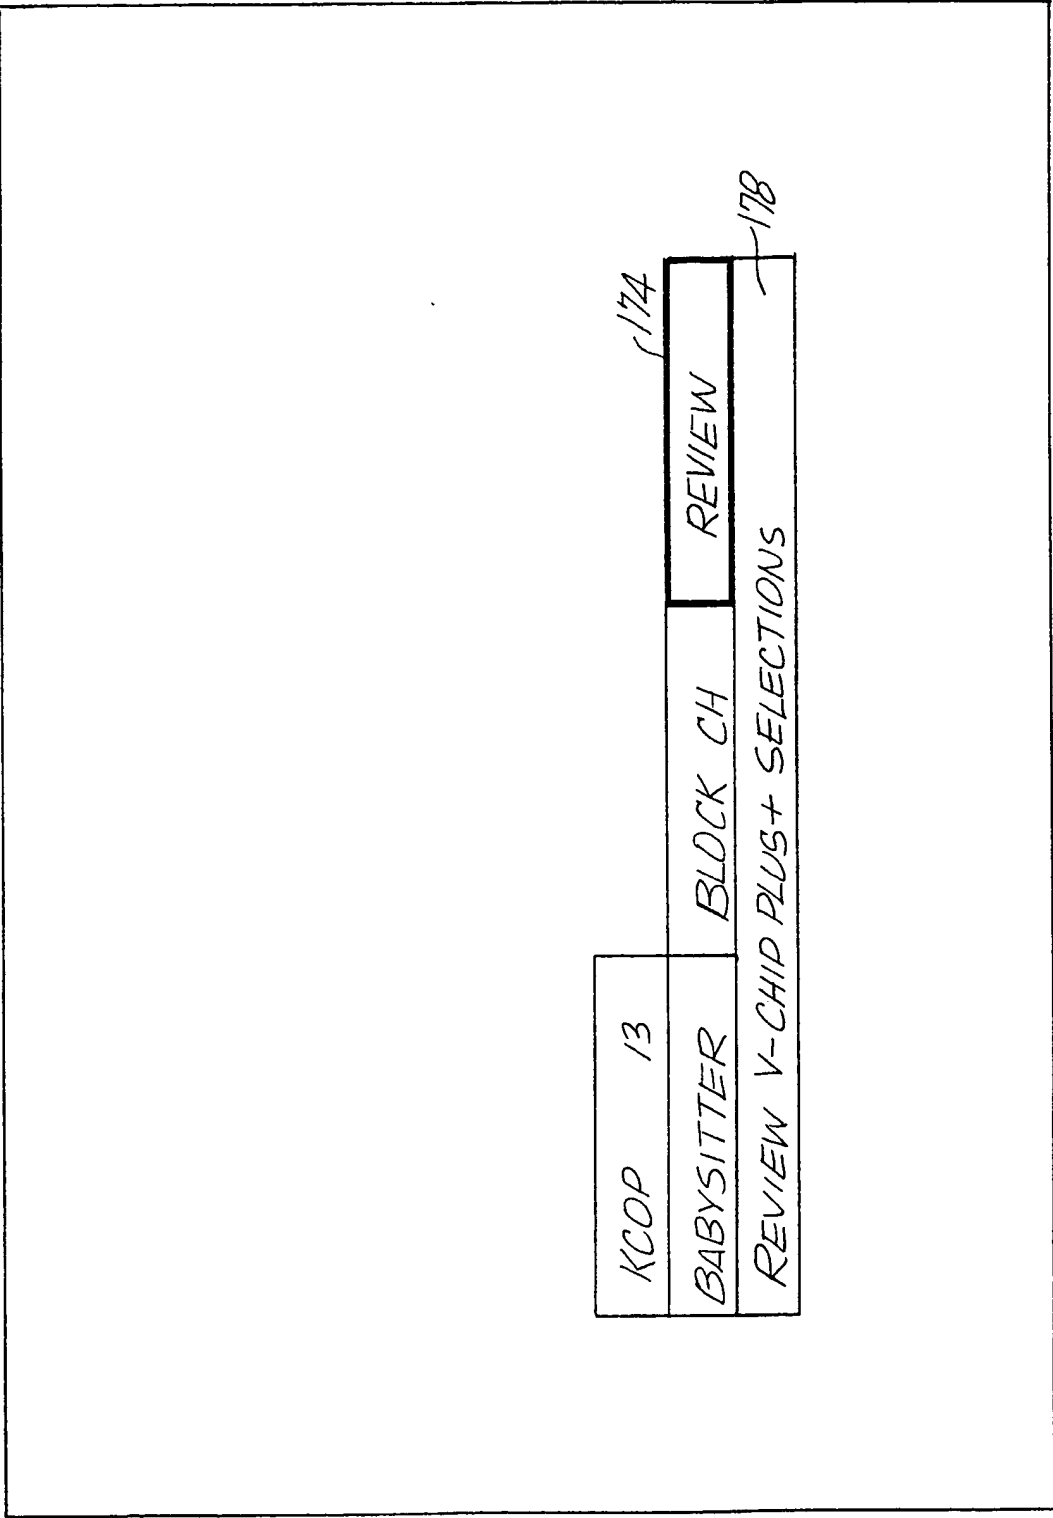 174
KCOP 13
BABYSITTER BLOCK CH REVIEW
REVIEW V-CHIP PLUS+ SELECTIONS
178